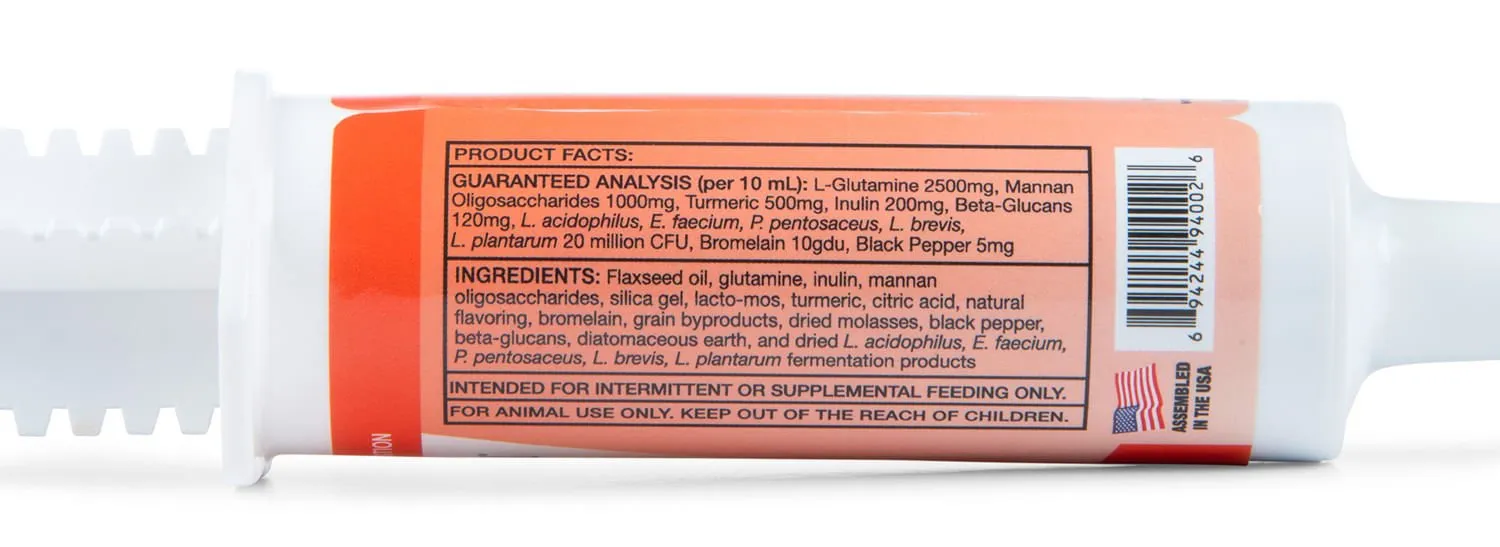 PRODUCT FACTS:
GUARANTEED ANALYSIS (per 10 mL): L-Glutamine 2500mg, Mannan
Oligosaccharides 1000mg, Turmeric 500mg, Inulin 200mg, Beta-Glucans
120mg, L. acidophilus, E. faecium, P. pentosaceus, L. brevis,
L. plantarum 20 million CFU, Bromelain 10gdu, Black Pepper 5mg
INGREDIENTS: Flaxseed oil, glutamine, inulin, mannan
oligosaccharides, silica gel, lacto-mos, turmeric, citric acid, natural
flavoring, bromelain, grain byproducts, dried molasses, black pepper,
beta-glucans, diatomaceous earth, and dried L. acidophilus, E. faecium,
P. pentosaceus, L. brevis, L. plantarum fermentation products
INTENDED FOR INTERMITTENT OR SUPPLEMENTAL FEEDING ONLY.
FOR ANIMAL USE ONLY. KEEP OUT OF THE REACH OF CHILDREN.
6 94244 94002 6
ASSEMBLED
IN THE USA